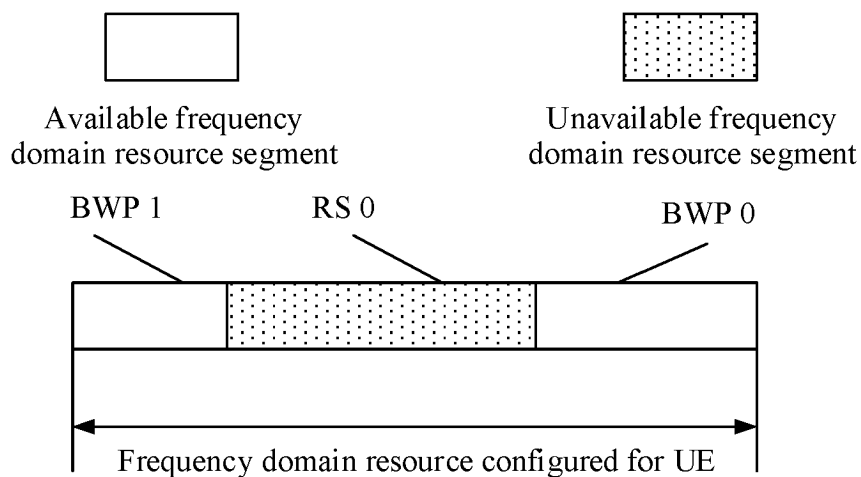 Available frequency
domain resource segment
Unavailable frequency
domain resource segment
BWP 1
RS 0
BWP 0
Frequency domain resource configured for UE